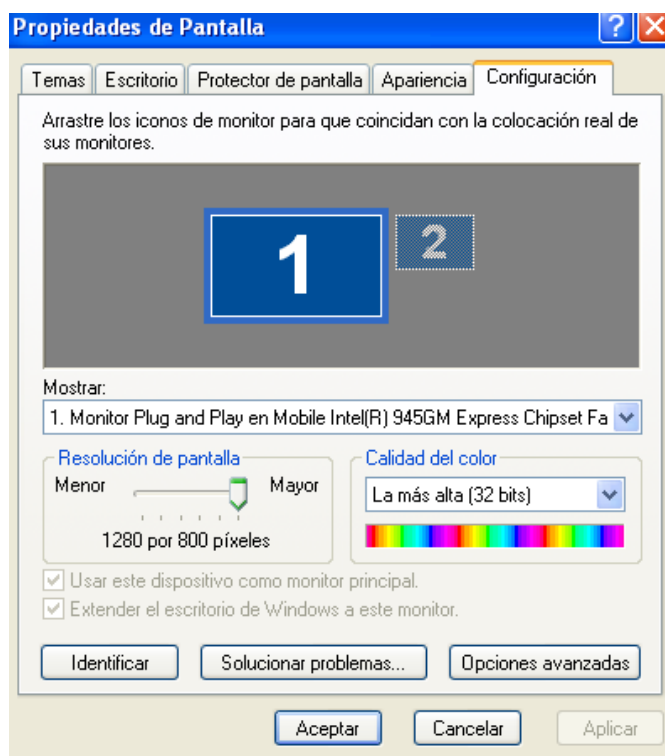 Propiedades de Pantalla
Temas Escritorio Protector de pantalla Apariencia Configuración
Arrastre los iconos de monitor para que coincidan con la colocación real de
sus monitores.
1 2
Mostrar:
1. Monitor Plug and Play en Mobile Intel(R) 945GM Express Chipset Fa
Resolución de pantalla
Menor Mayor
1280 por 800 píxeles
Calidad del color
La más alta (32 bits)
Usar este dispositivo como monitor principal.
Extender el escritorio de Windows a este monitor.
Identificar Solucionar problemas... Opciones avanzadas
Aceptar Cancelar Aplicar